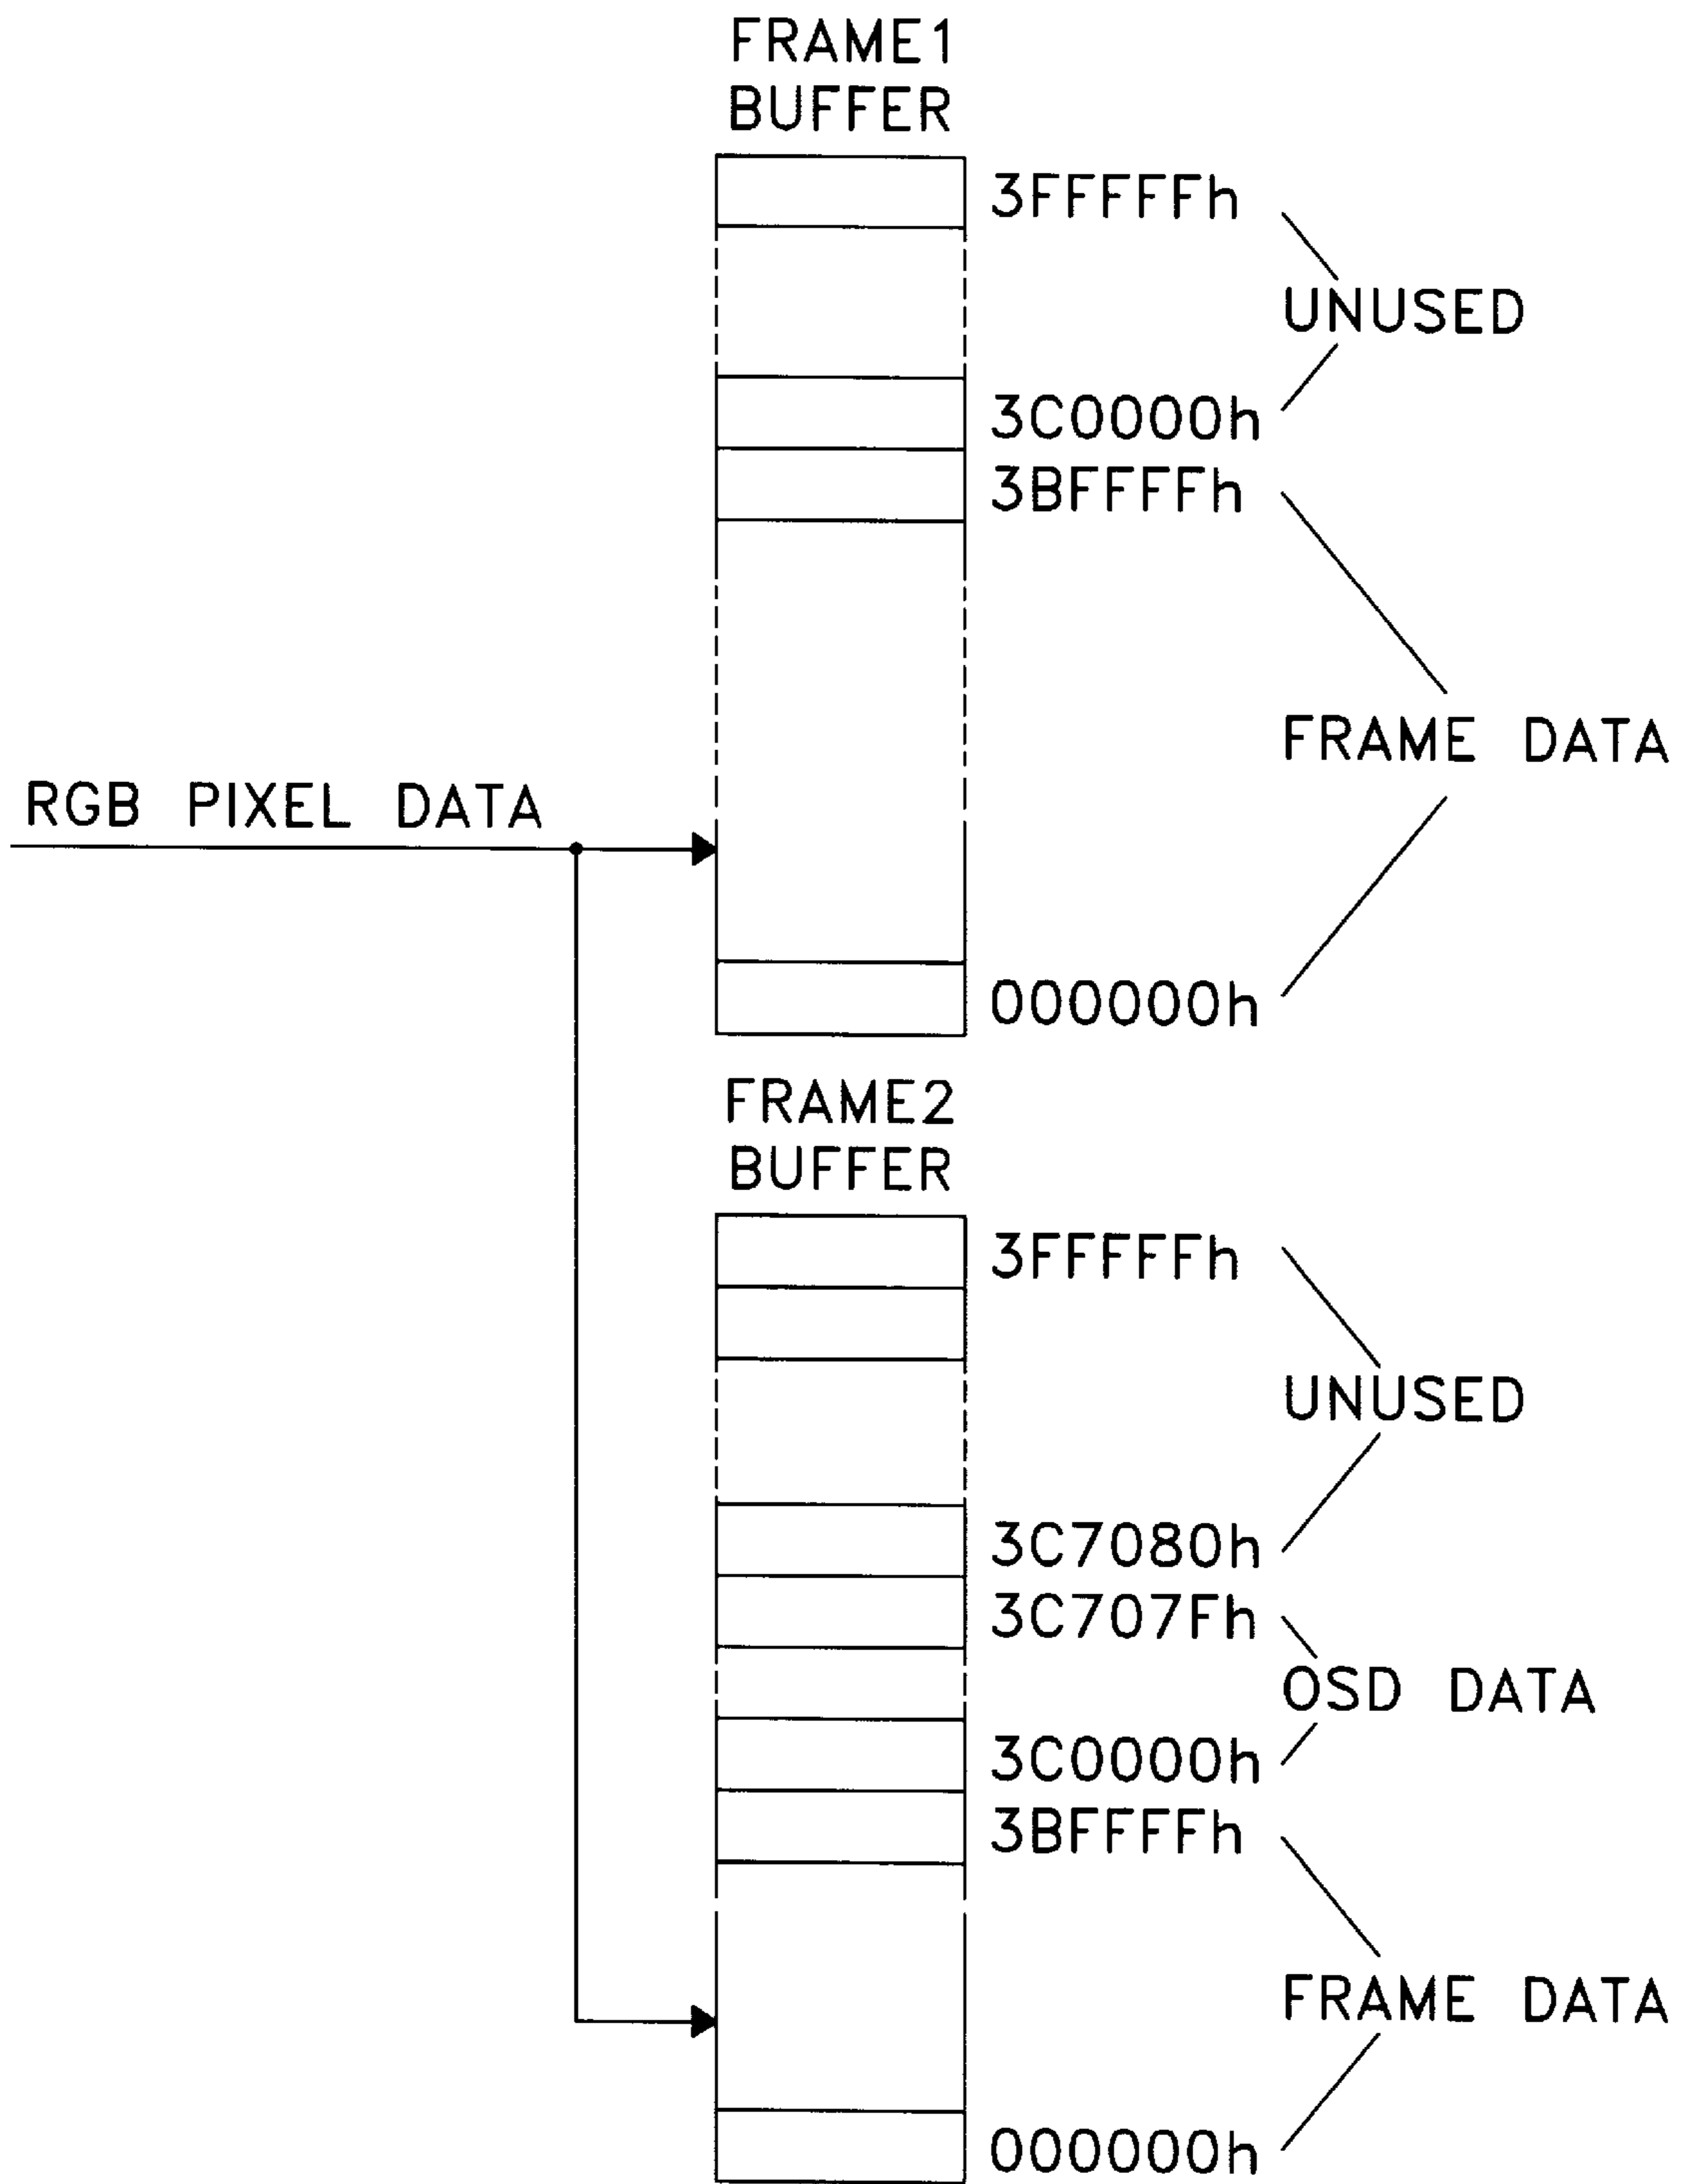 FRAME1
BUFFER
3FFFFFh
UNUSED
3C0000h
3BFFFFh
FRAME DATA
RGB PIXEL DATA
000000h
FRAME2
BUFFER
3FFFFFh
UNUSED
3C7080h
3C707Fh
OSD DATA
3C0000h
3BFFFFh
FRAME DATA
000000h